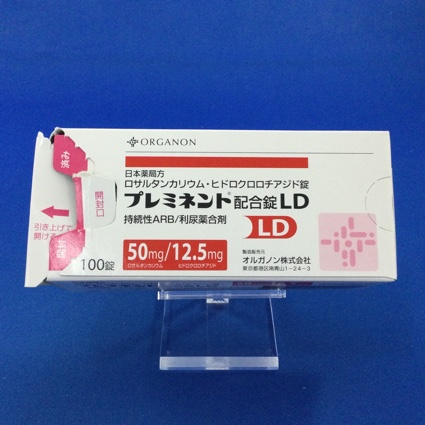 ORGANON
日本薬局方
ロサルタンカリウム・ヒドロクロロチアジド錠
プレミネント®配合錠LD
持続性ARB/利尿薬合剤
LD
50mg/12.5mg
ロサルタンカリウム ヒドロクロロチアジド
100錠
製造販売元
オルガノン株式会社
東京都港区南青山1-24-3
開封口
済み
引き上げて
開け